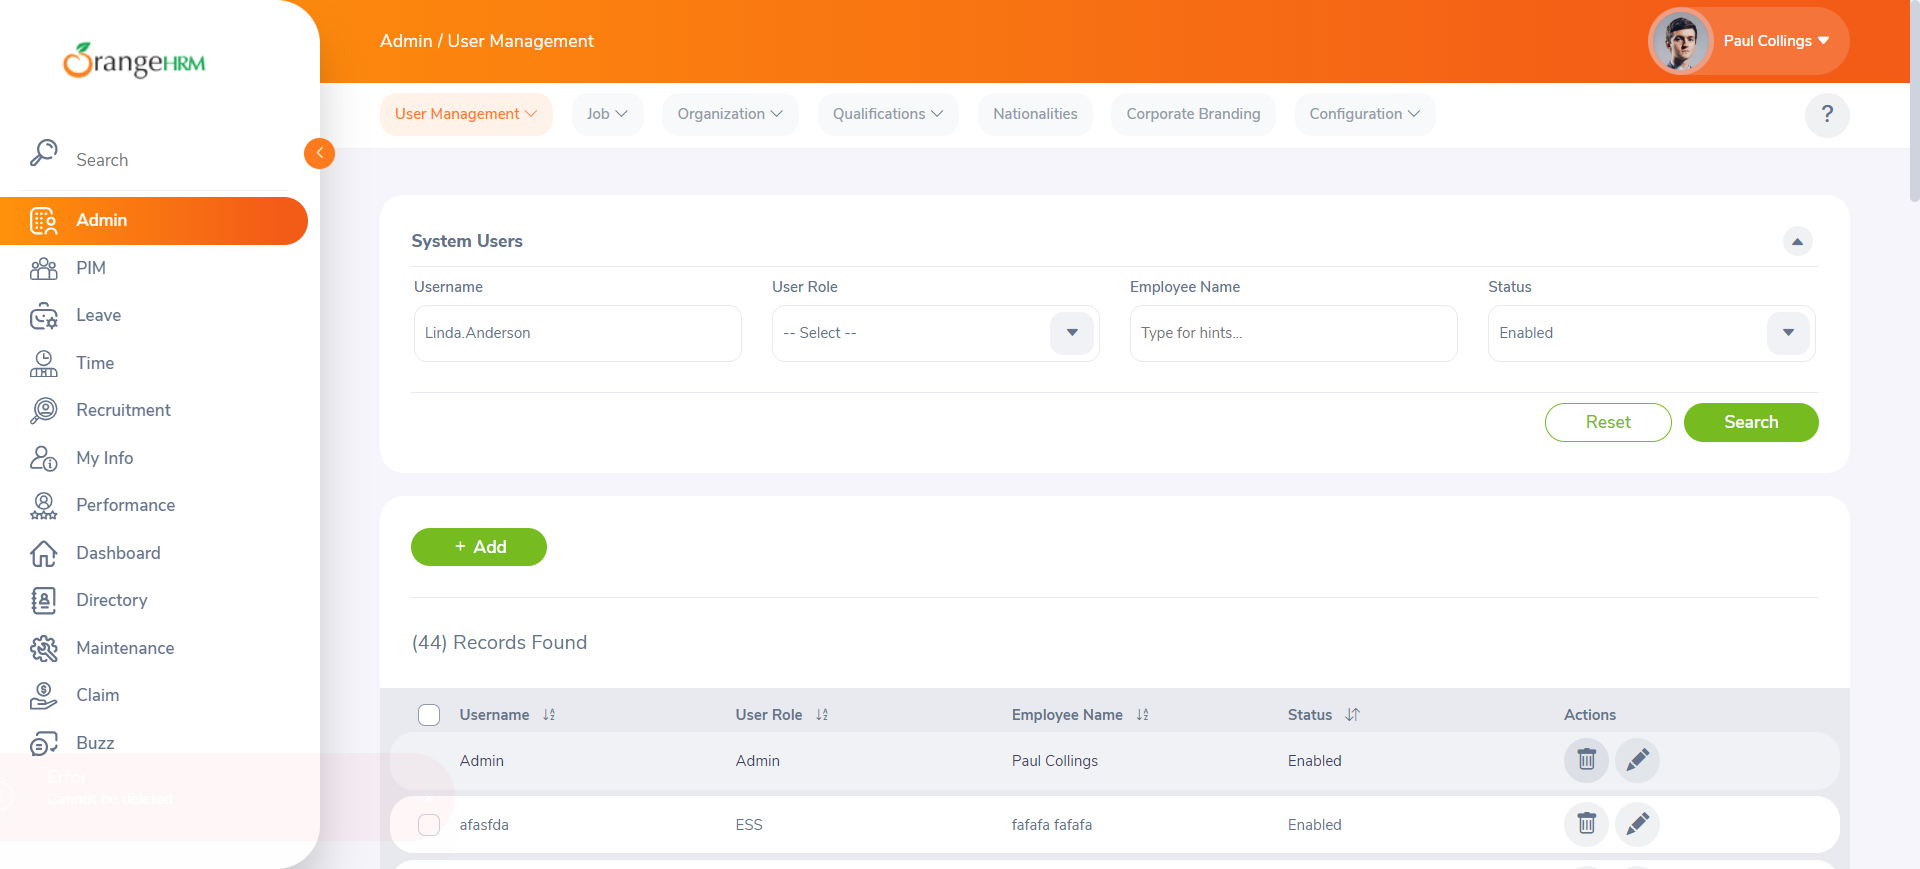 OrangeHRM
Admin / User Management
Paul Collings
User Management
Job
Organization
Qualifications
Nationalities
Corporate Branding
Configuration
?
Search
Admin
PIM
Leave
Time
Recruitment
My Info
Performance
Dashboard
Directory
Maintenance
Claim
Buzz
Error
Cannot be deleted
System Users
Username
User Role
Employee Name
Status
Linda.Anderson
-- Select --
Type for hints...
Enabled
Reset
Search
+ Add
(44) Records Found
Username
User Role
Employee Name
Status
Actions
Admin
Admin
Paul Collings
Enabled
afasfda
ESS
fafafa fafafa
Enabled